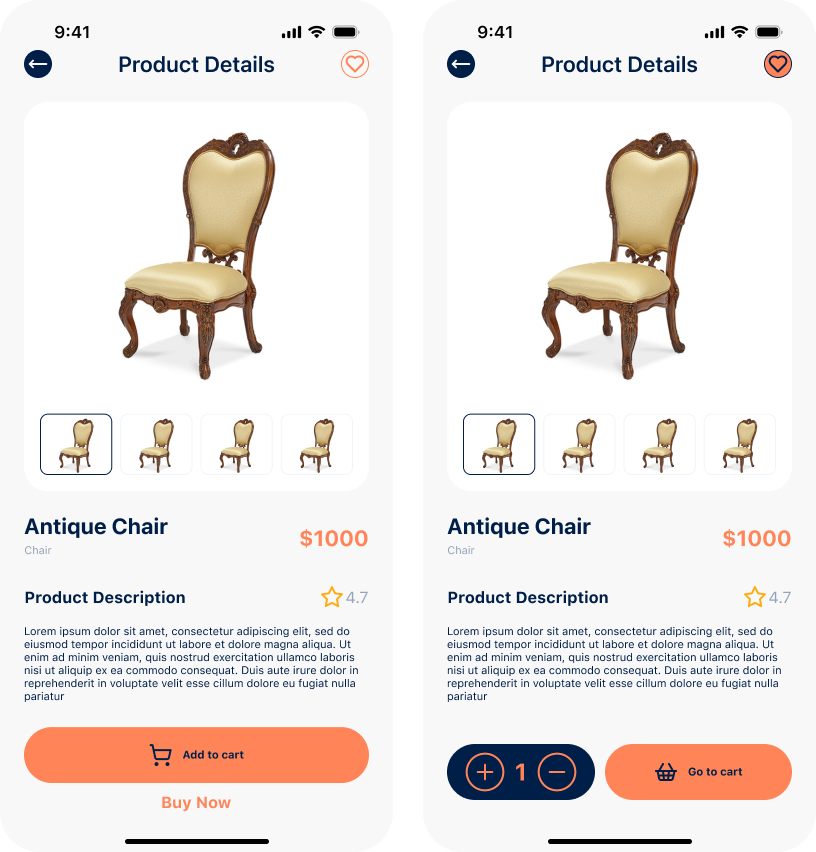 9:41
Product Details
Antique Chair
Chair
$1000
Product Description
4.7
Lorem ipsum dolor sit amet, consectetur adipiscing elit, sed do
eiusmod tempor incididunt ut labore et dolore magna aliqua. Ut
enim ad minim veniam, quis nostrud exercitation ullamco laboris
nisi ut aliquip ex ea commodo consequat. Duis aute irure dolor in
reprehenderit in voluptate velit esse cillum dolore eu fugiat nulla
pariatur
Add to cart
Buy Now
9:41
Product Details
Antique Chair
Chair
$1000
Product Description
4.7
Lorem ipsum dolor sit amet, consectetur adipiscing elit, sed do
eiusmod tempor incididunt ut labore et dolore magna aliqua. Ut
enim ad minim veniam, quis nostrud exercitation ullamco laboris
nisi ut aliquip ex ea commodo consequat. Duis aute irure dolor in
reprehenderit in voluptate velit esse cillum dolore eu fugiat nulla
pariatur
1
Go to cart